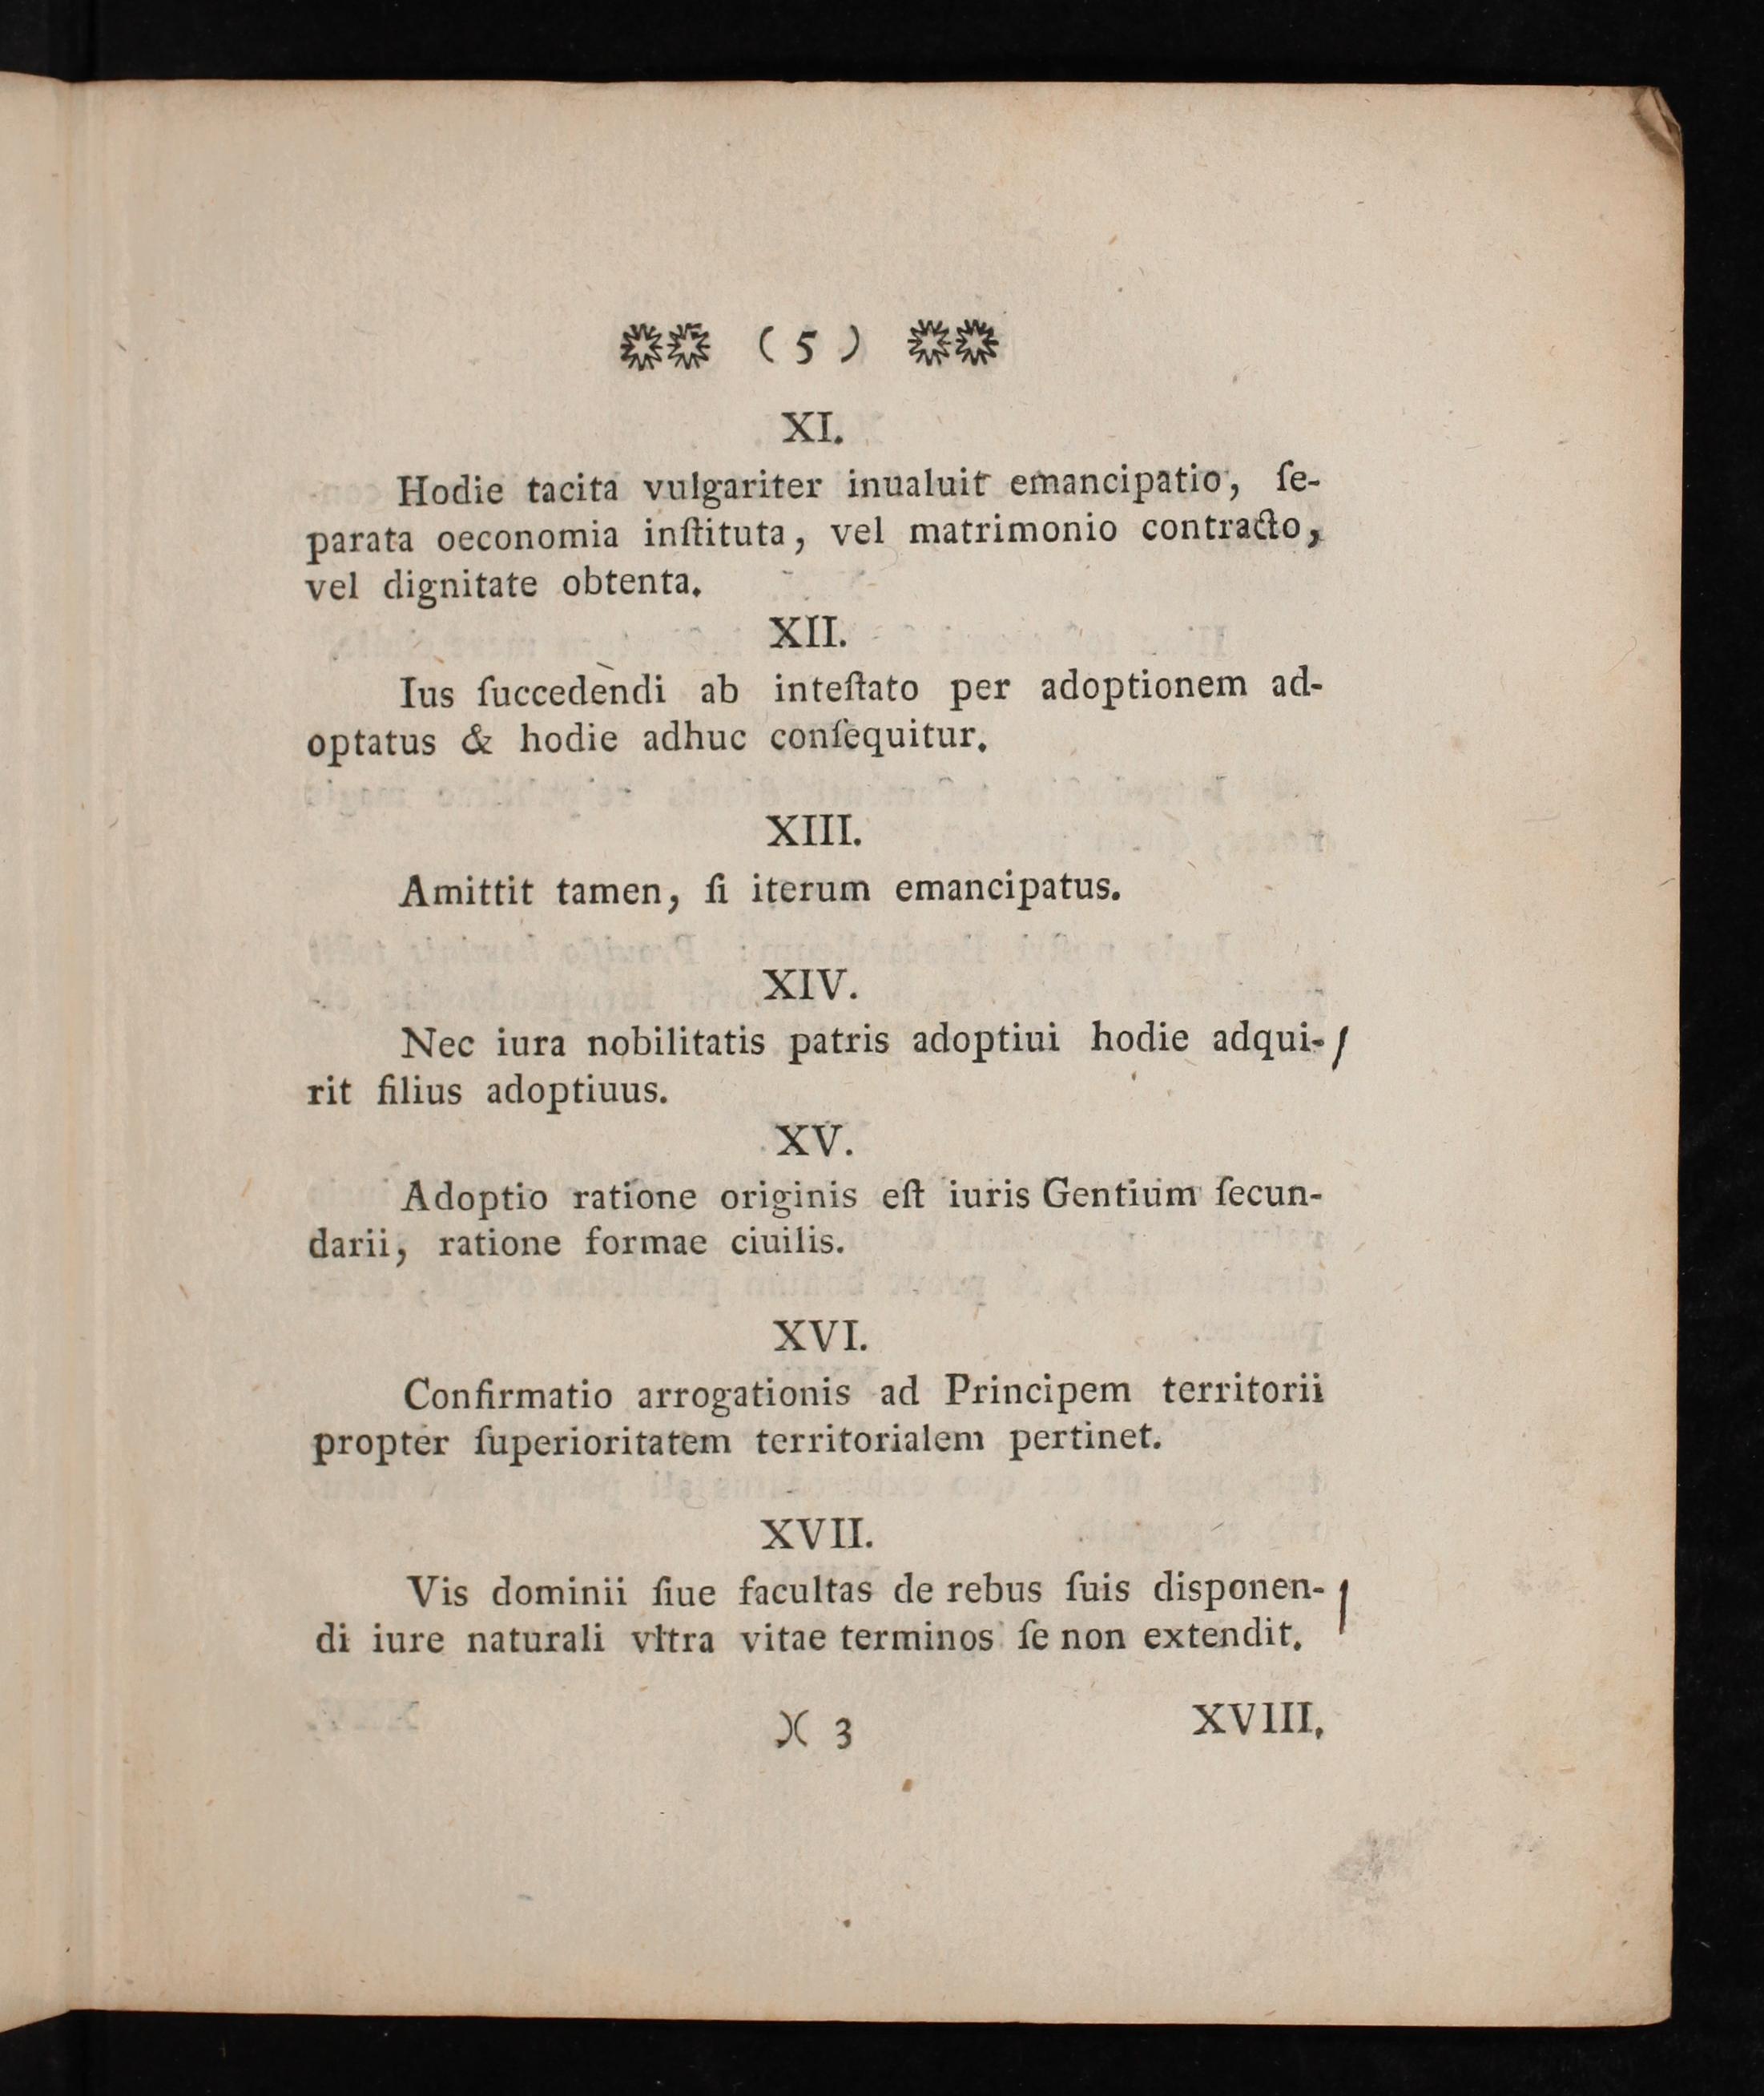 ( 5 )
XI.
Hodie tacita vulgariter inualuit emancipatio, ſe-
parata oeconomia inſtituta, vel matrimonio contracto,
vel dignitate obtenta.
XII.
Ius ſuccedendi ab inteſtato per adoptionem ad-
optatus & hodie adhuc conſequitur.
XIII.
Amittit tamen, ſi iterum emancipatus.
XIV.
Nec iura nobilitatis patris adoptiui hodie adqui-
rit filius adoptiuus.
XV.
Adoptio ratione originis eſt iuris Gentium ſecun-
darii, ratione formae ciuilis.
XVI.
Confirmatio arrogationis ad Principem territorii
propter ſuperioritatem territorialem pertinet.
XVII.
Vis dominii ſiue facultas de rebus ſuis disponen-
di iure naturali vltra vitae terminos ſe non extendit.
)( 3
XVIII.